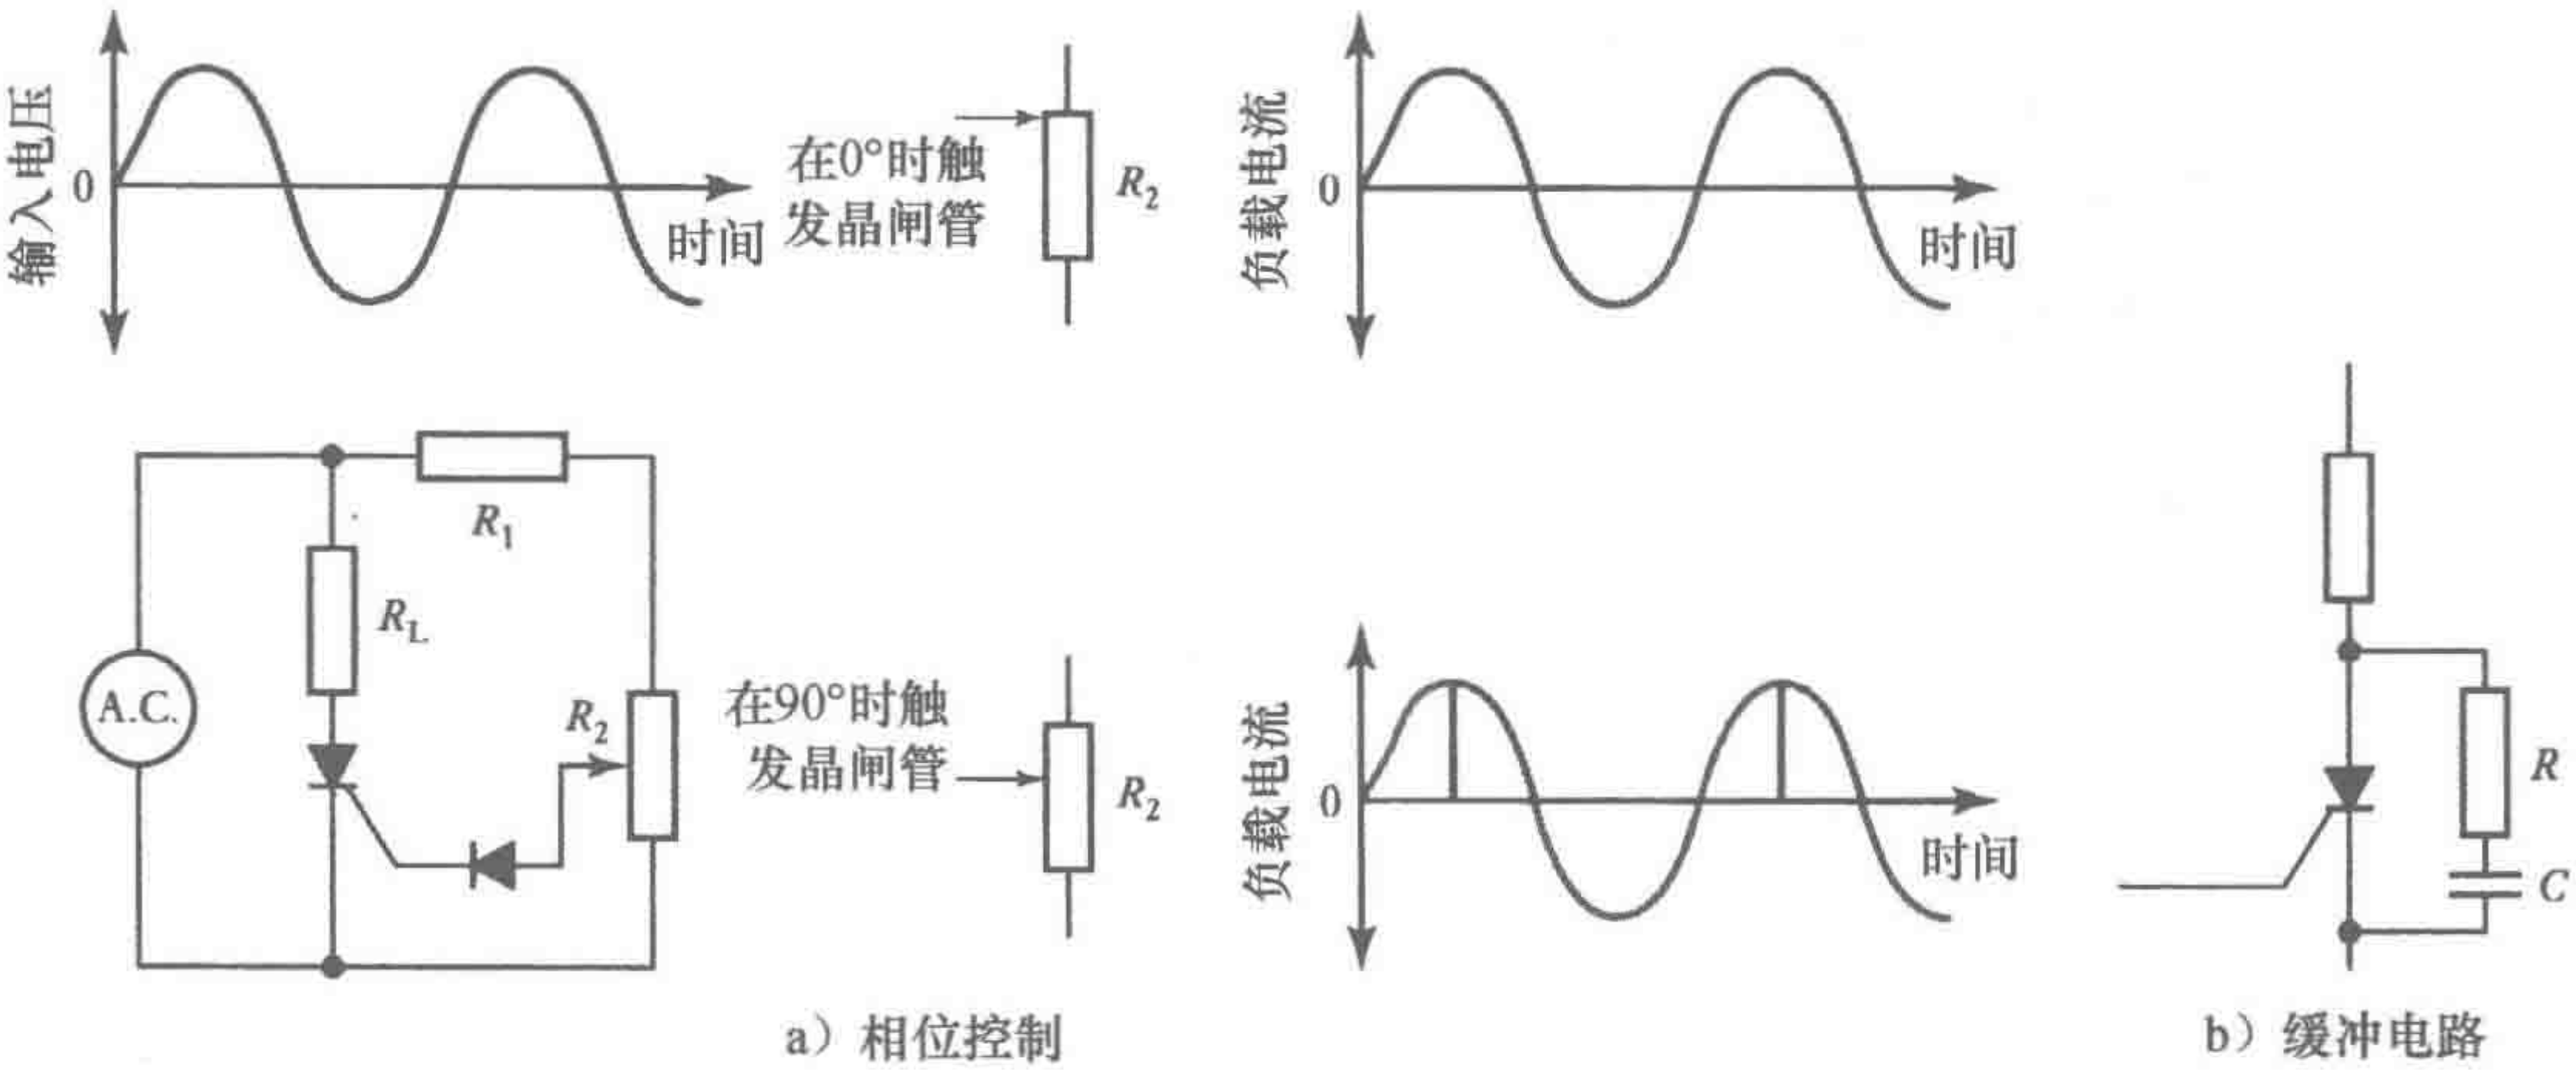 输入电压
0
时间
在0°时触
发晶闸管
R2
负载电流
0
时间
R1
RL
A.C.
R2
在90°时触
发晶闸管
R2
负载电流
0
时间
R
C
a）相位控制
b）缓冲电路